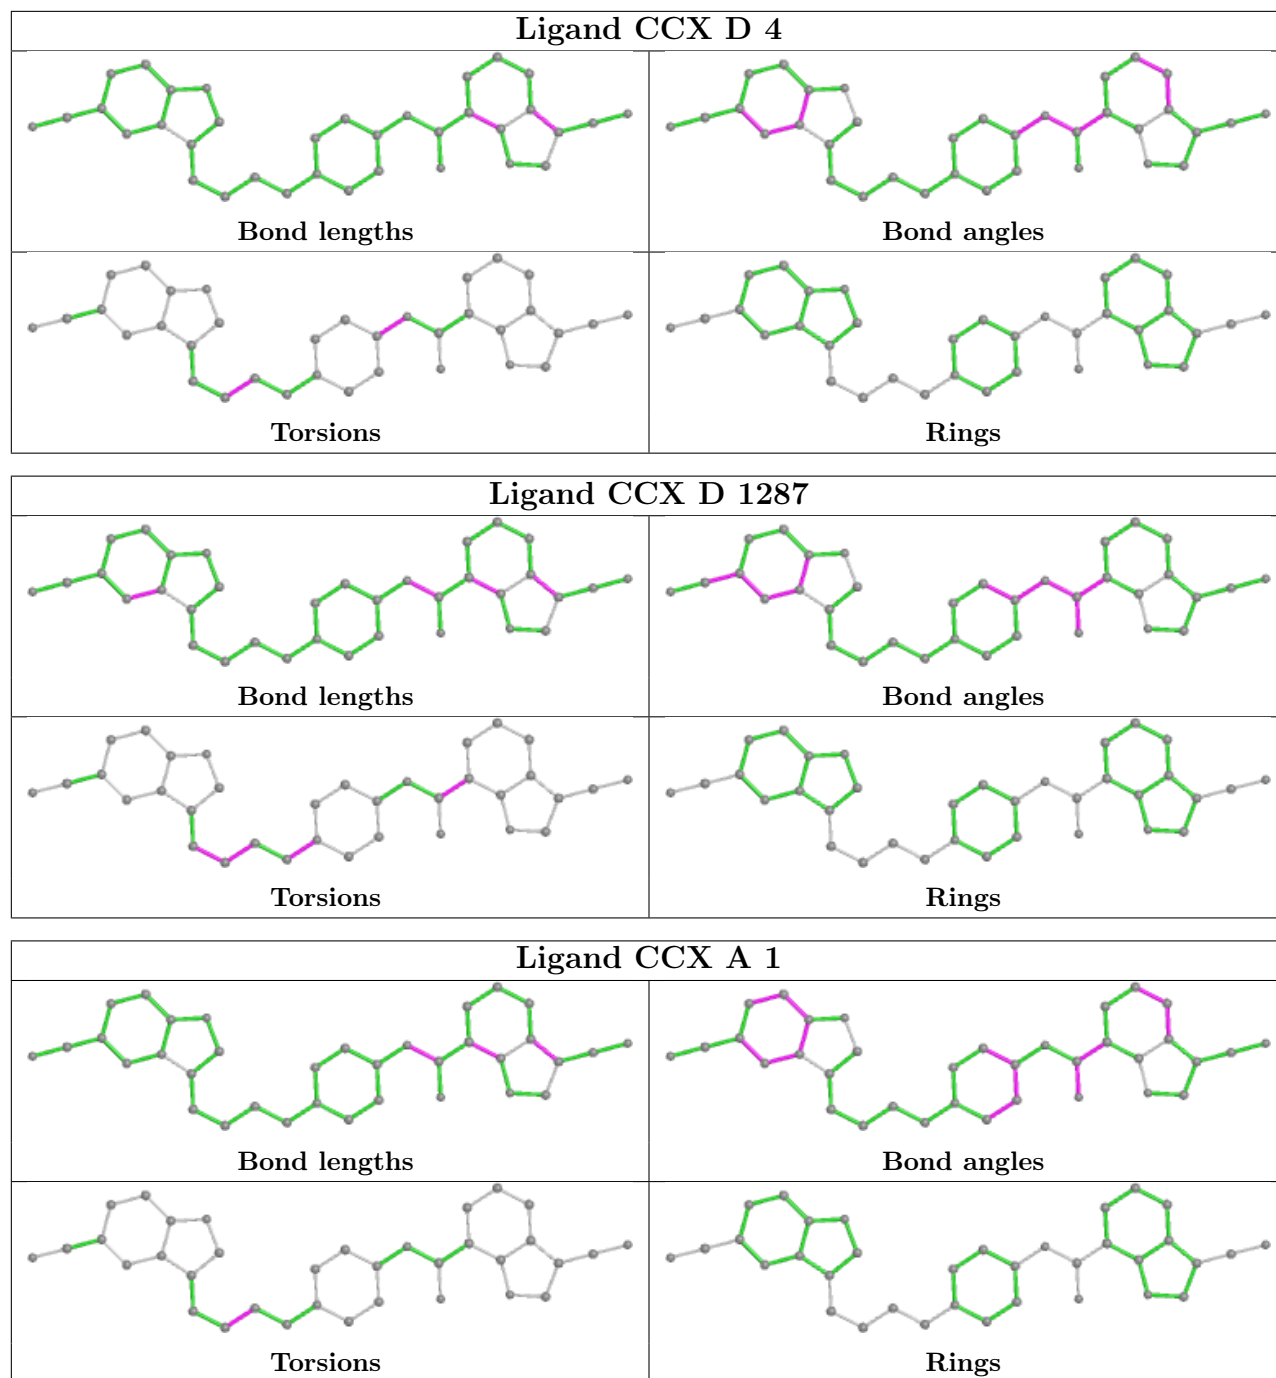 Ligand CCX D 4
Bond lengths
Bond angles
Torsions
Rings
Ligand CCX D 1287
Bond lengths
Bond angles
Torsions
Rings
Ligand CCX A 1
Bond lengths
Bond angles
Torsions
Rings